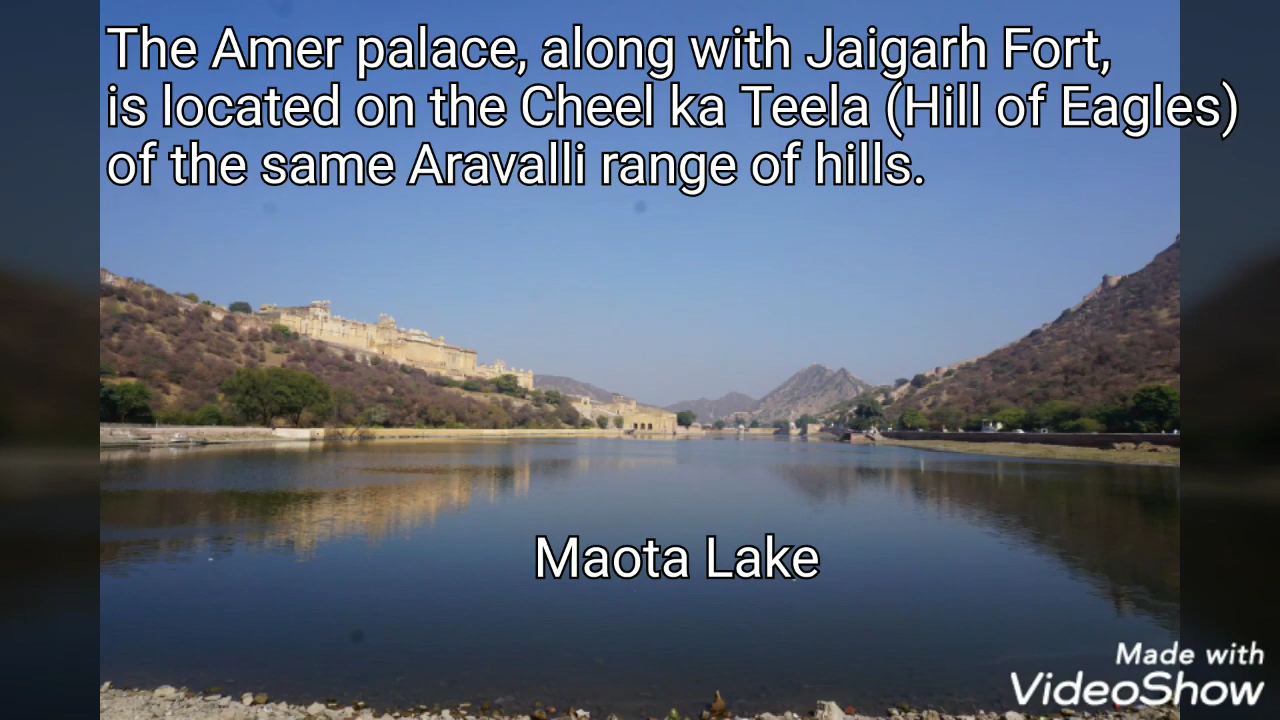 The Amer palace, along with Jaigarh Fort,
is located on the Cheel ka Teela (Hill of Eagles)
of the same Aravalli range of hills.
Maota Lake
Made with
VideoShow